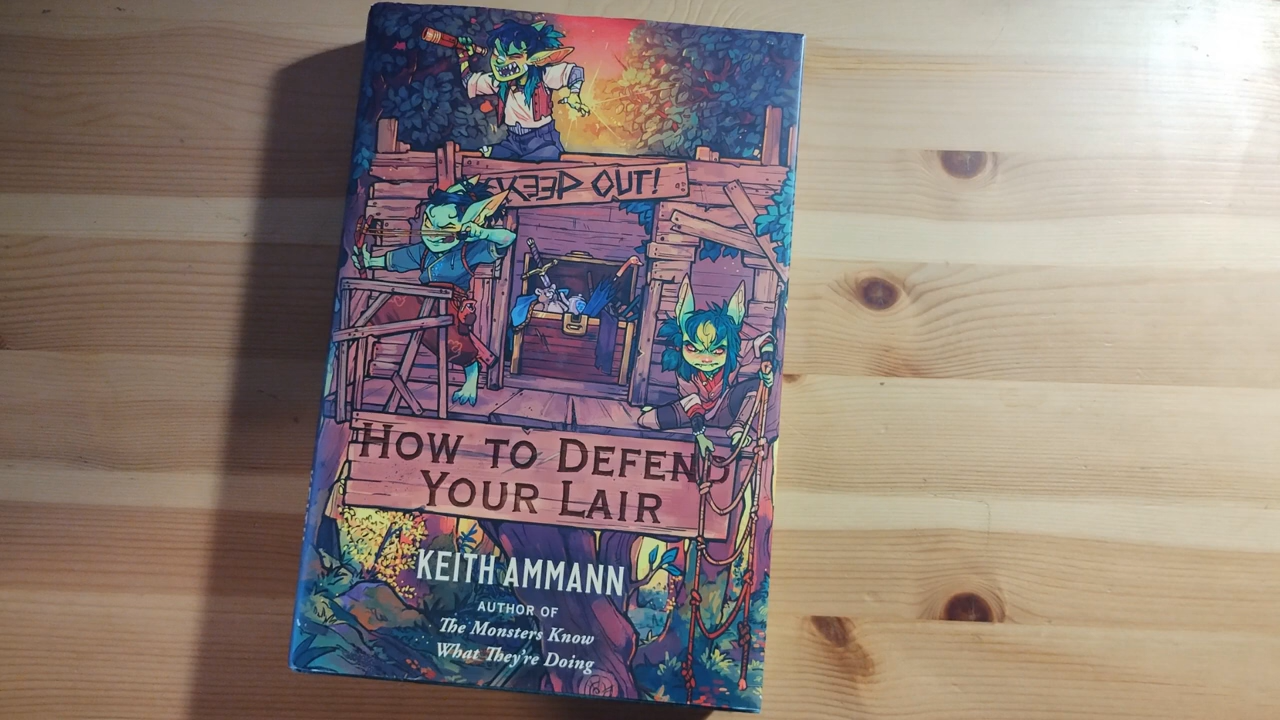 KEEP OUT!
HOW TO DEFEND
YOUR LAIR
KEITH AMMANN
AUTHOR OF
The Monsters Know
What They're Doing